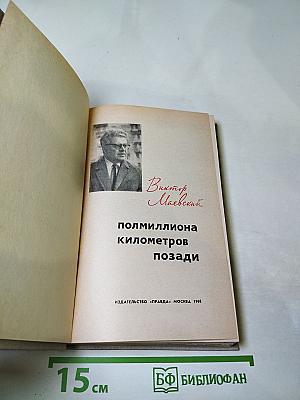 Виктор
Маевский
полмиллиона
километров
позади
ИЗДАТЕЛЬСТВО «ПРАВДА» МОСКВА
15 см
БФ БИБЛИОФАН